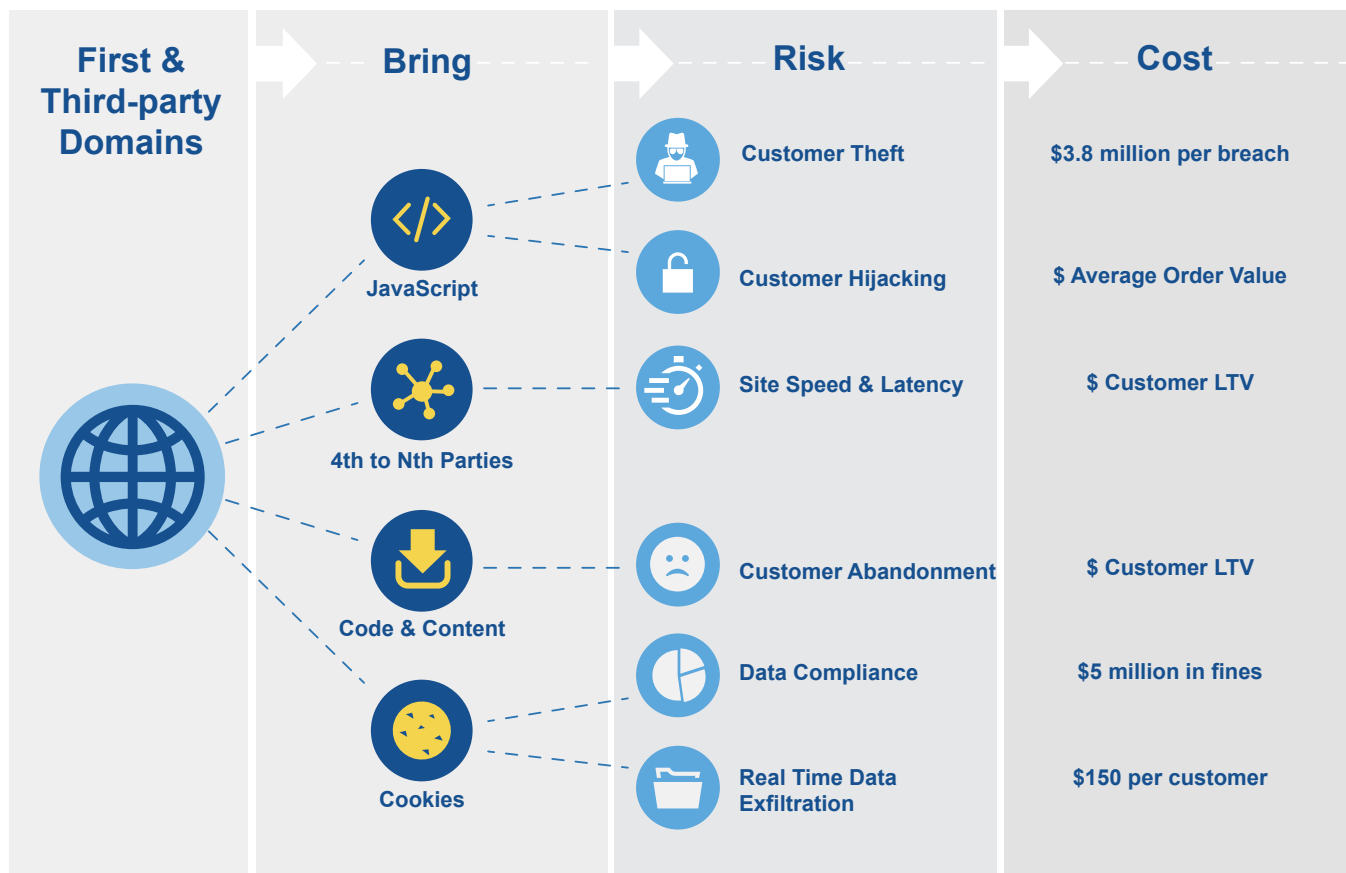 First &
Third-party
Domains
Bring
Risk
Cost
JavaScript
4th to Nth Parties
Code & Content
Cookies
Customer Theft
$3.8 million per breach
Customer Hijacking
$ Average Order Value
Site Speed & Latency
$ Customer LTV
Customer Abandonment
$ Customer LTV
Data Compliance
$5 million in fines
Real Time Data
Exfiltration
$150 per customer